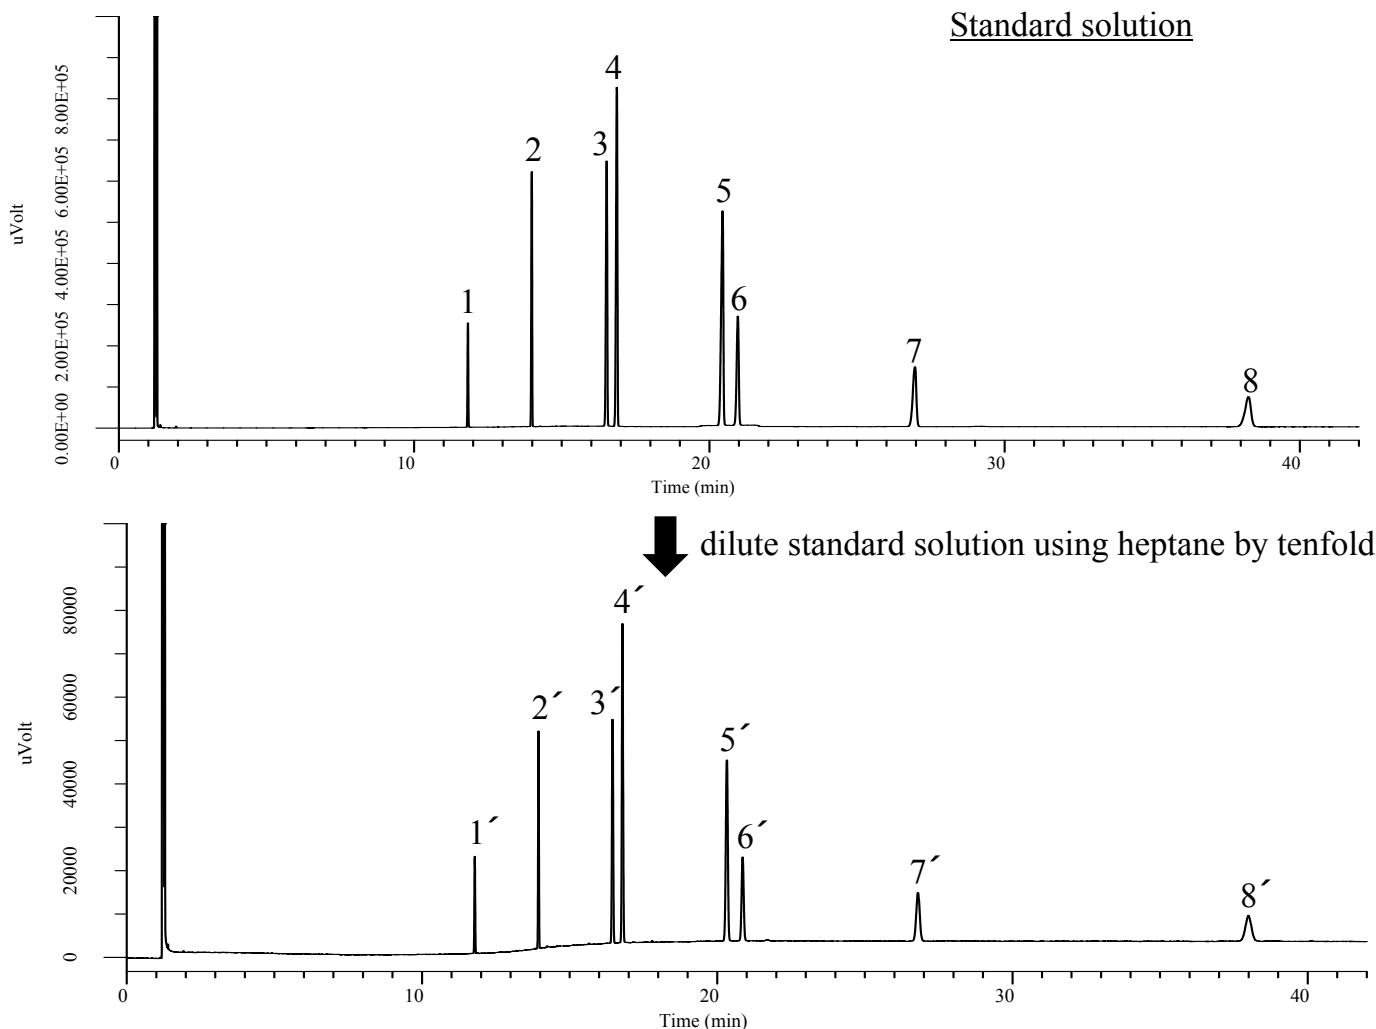 Standard solution
uVolt
8.00E+05
6.00E+05
4.00E+05
2.00E+05
0.00E+00
1
2
3
4
5
6
7
8
0
10
20
30
40
Time (min)
dilute standard solution using heptane by tenfold
uVolt
80000
60000
40000
20000
0
1´
2´
3´
4´
5´
6´
7´
8´
0
10
20
30
40
Time (min)